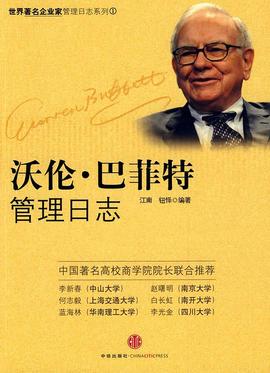 世界著名企业家管理日志系列①
Warren Buffett
沃伦·巴菲特
江南 钮怿◎编著
管理日志
中国著名高校商学院院长联合推荐
李新春（中山大学） 赵曙明（南京大学）
何志毅（上海交通大学） 白长虹（南开大学）
蓝海林（华南理工大学） 李光金（四川大学）
中信出版社 CHINA CITIC PRESS